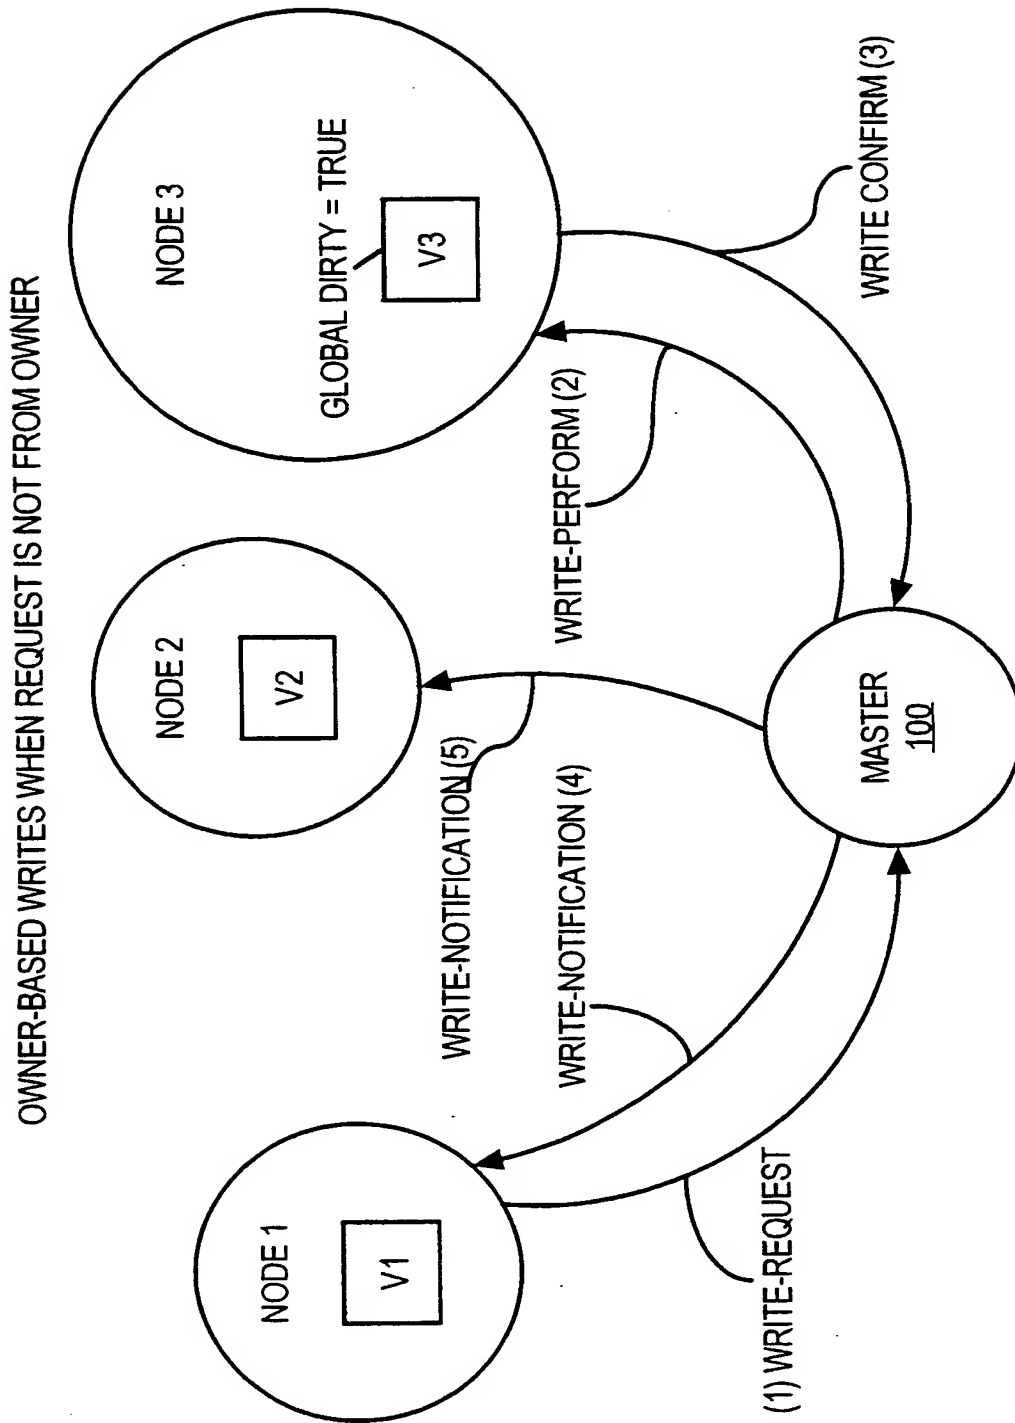 OWNER-BASED WRITES WHEN REQUEST IS NOT FROM OWNER
NODE 1
V1
NODE 2
V2
NODE 3
GLOBAL DIRTY = TRUE
V3
WRITE-NOTIFICATION (5)
WRITE-NOTIFICATION (4)
WRITE-PERFORM (2)
(1) WRITE-REQUEST
WRITE CONFIRM (3)
MASTER
100